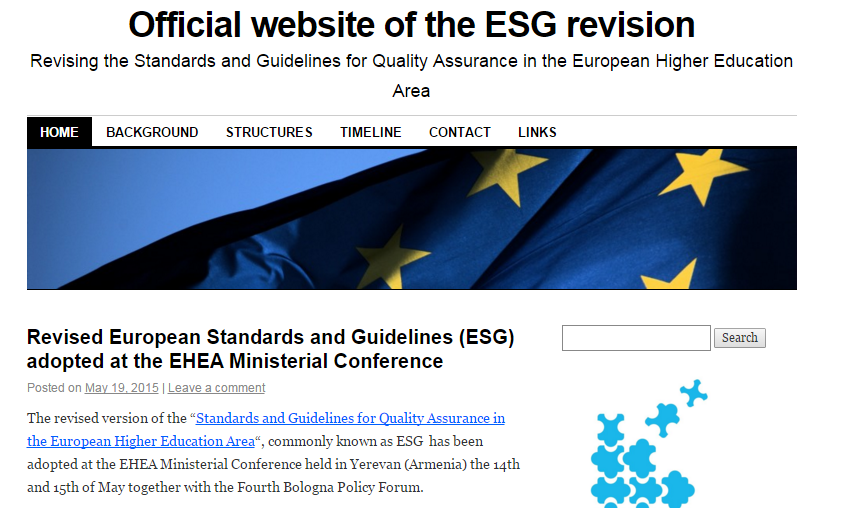 Official website of the ESG revision
Revising the Standards and Guidelines for Quality Assurance in the European Higher Education
Area
HOME BACKGROUND STRUCTURES TIMELINE CONTACT LINKS
Revised European Standards and Guidelines (ESG)
adopted at the EHEA Ministerial Conference
Posted on May 19, 2015 | Leave a comment
The revised version of the “Standards and Guidelines for Quality Assurance in
the European Higher Education Area“, commonly known as ESG has been
adopted at the EHEA Ministerial Conference held in Yerevan (Armenia) the 14th
and 15th of May together with the Fourth Bologna Policy Forum.
Search